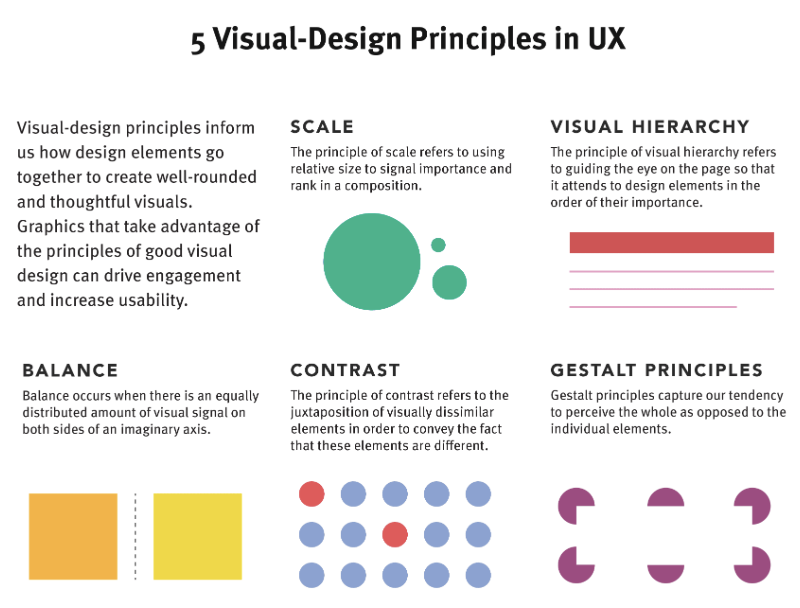 5 Visual-Design Principles in UX
Visual-design principles inform
us how design elements go
together to create well-rounded
and thoughtful visuals.
Graphics that take advantage of
the principles of good visual
design can drive engagement
and increase usability.
SCALE
The principle of scale refers to using
relative size to signal importance and
rank in a composition.
VISUAL HIERARCHY
The principle of visual hierarchy refers
to guiding the eye on the page so that
it attends to design elements in the
order of their importance.
BALANCE
Balance occurs when there is an equally
distributed amount of visual signal on
both sides of an imaginary axis.
CONTRAST
The principle of contrast refers to the
juxtaposition of visually dissimilar
elements in order to convey the fact
that these elements are different.
GESTALT PRINCIPLES
Gestalt principles capture our tendency
to perceive the whole as opposed to the
individual elements.